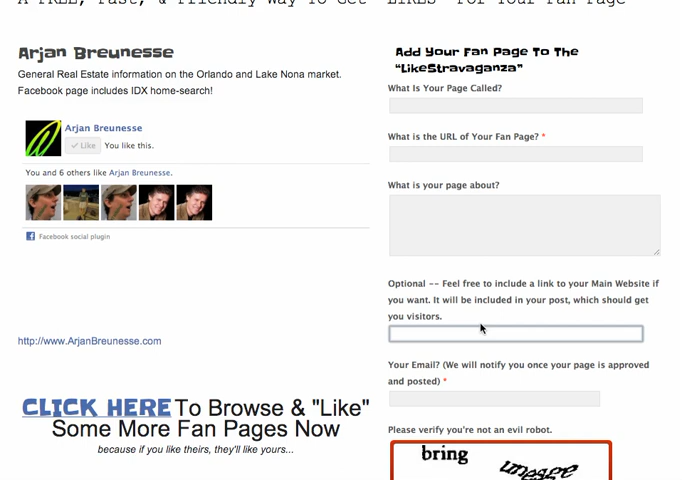 A FREE, Fast, & Friendly Way To Get "LIKES" For Your Fan Page
Arjan Breunesse
General Real Estate information on the Orlando and Lake Nona market.
Facebook page includes IDX home-search!
Arjan Breunesse
Like You like this.
You and 6 others like Arjan Breunesse.
Facebook social plugin
http://www.ArjanBreunesse.com
CLICK HERE To Browse & "Like"
Some More Fan Pages Now
because if you like theirs, they'll like yours...
Add Your Fan Page To The
"LikeStravaganza"
What Is Your Page Called?
What is the URL of Your Fan Page? *
What is your page about?
Optional -- Feel free to include a link to your Main Website if
you want. It will be included in your post, which should get
you visitors.
Your Email? (We will notify you once your page is approved
and posted) *
Please verify you're not an evil robot.
bring